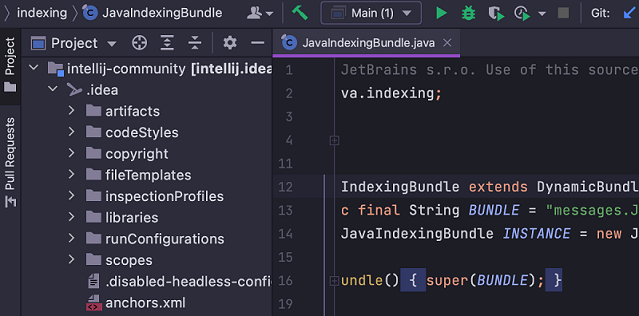 indexing JavaIndexingBundle Main (1) Git:
Project JavaIndexingBundle.java
Project
Pull Requests
intellij-community [intellij.idea
.idea
artifacts
codeStyles
copyright
fileTemplates
inspectionProfiles
libraries
runConfigurations
scopes
.disabled-headless-confi
anchors.xml
1 JetBrains s.r.o. Use of this source
2 va.indexing;
3
4
11
12 IndexingBundle extends DynamicBundl
13 c final String BUNDLE = "messages.J
14 JavaIndexingBundle INSTANCE = new J
15
16 undle() { super(BUNDLE); }
19